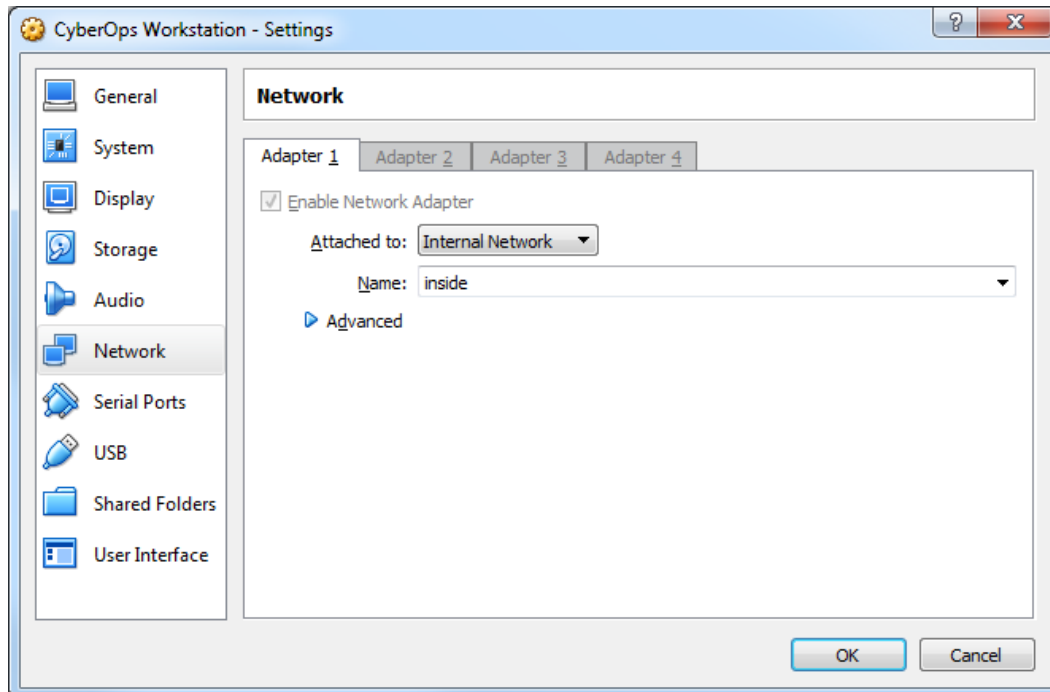 CyberOps Workstation - Settings
General
System
Display
Storage
Audio
Network
Serial Ports
USB
Shared Folders
User Interface
Network
Adapter 1 Adapter 2 Adapter 3 Adapter 4
Enable Network Adapter
Attached to: Internal Network
Name: inside
Advanced
OK Cancel